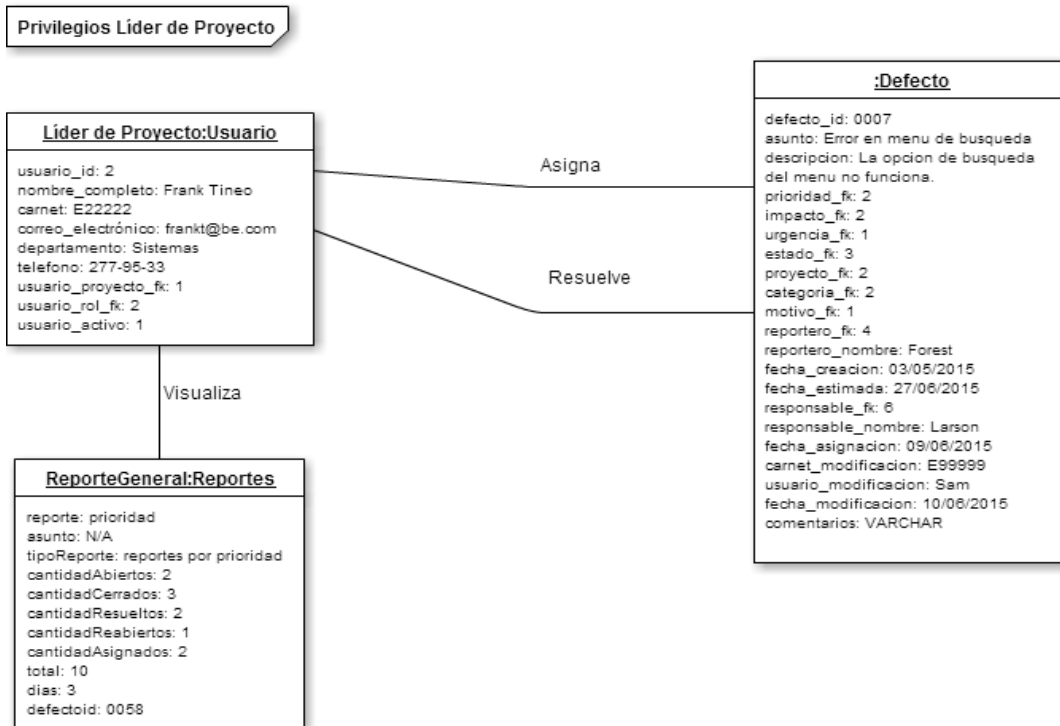 Privilegios Líder de Proyecto
Líder de Proyecto:Usuario
usuario_id: 2
nombre_completo: Frank Tineo
carnet: E22222
correo_electrónico: frankt@be.com
departamento: Sistemas
telefono: 277-95-33
usuario_proyecto_fk: 1
usuario_rol_fk: 2
usuario_activo: 1
Asigna
Resuelve
Visualiza
:Defecto
defecto_id: 0007
asunto: Error en menu de busqueda
descripcion: La opcion de busqueda
del menu no funciona.
prioridad_fk: 2
impacto_fk: 2
urgencia_fk: 1
estado_fk: 3
proyecto_fk: 2
categoria_fk: 2
motivo_fk: 1
reportero_fk: 4
reportero_nombre: Forest
fecha_creacion: 03/05/2015
fecha_estimada: 27/06/2015
responsable_fk: 6
responsable_nombre: Larson
fecha_asignacion: 09/06/2015
carnet_modificacion: E99999
usuario_modificacion: Sam
fecha_modificacion: 10/06/2015
comentarios: VARCHAR
ReporteGeneral:Reportes
reporte: prioridad
asunto: N/A
tipoReporte: reportes por prioridad
cantidadAbiertos: 2
cantidadCerrados: 3
cantidadResueltos: 2
cantidadReabiertos: 1
cantidadAsignados: 2
total: 10
dias: 3
defectoid: 0058